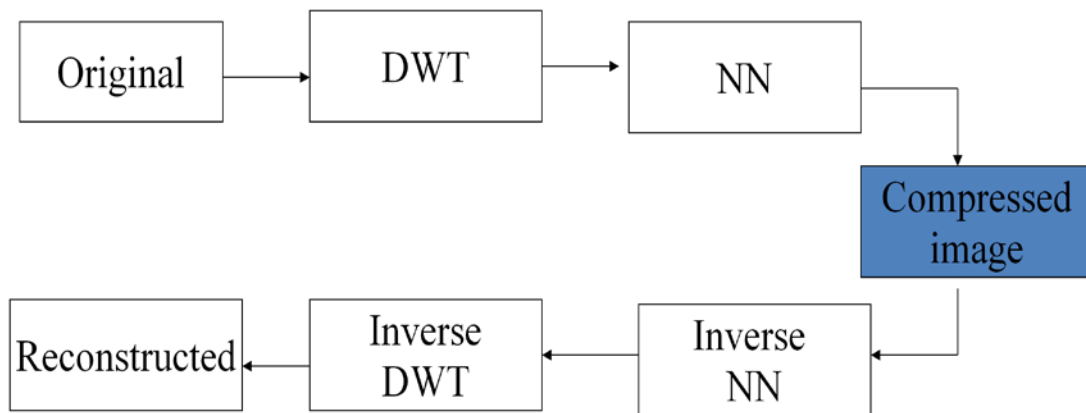 Original
DWT
NN
Compressed
image
Inverse
NN
Inverse
DWT
Reconstructed